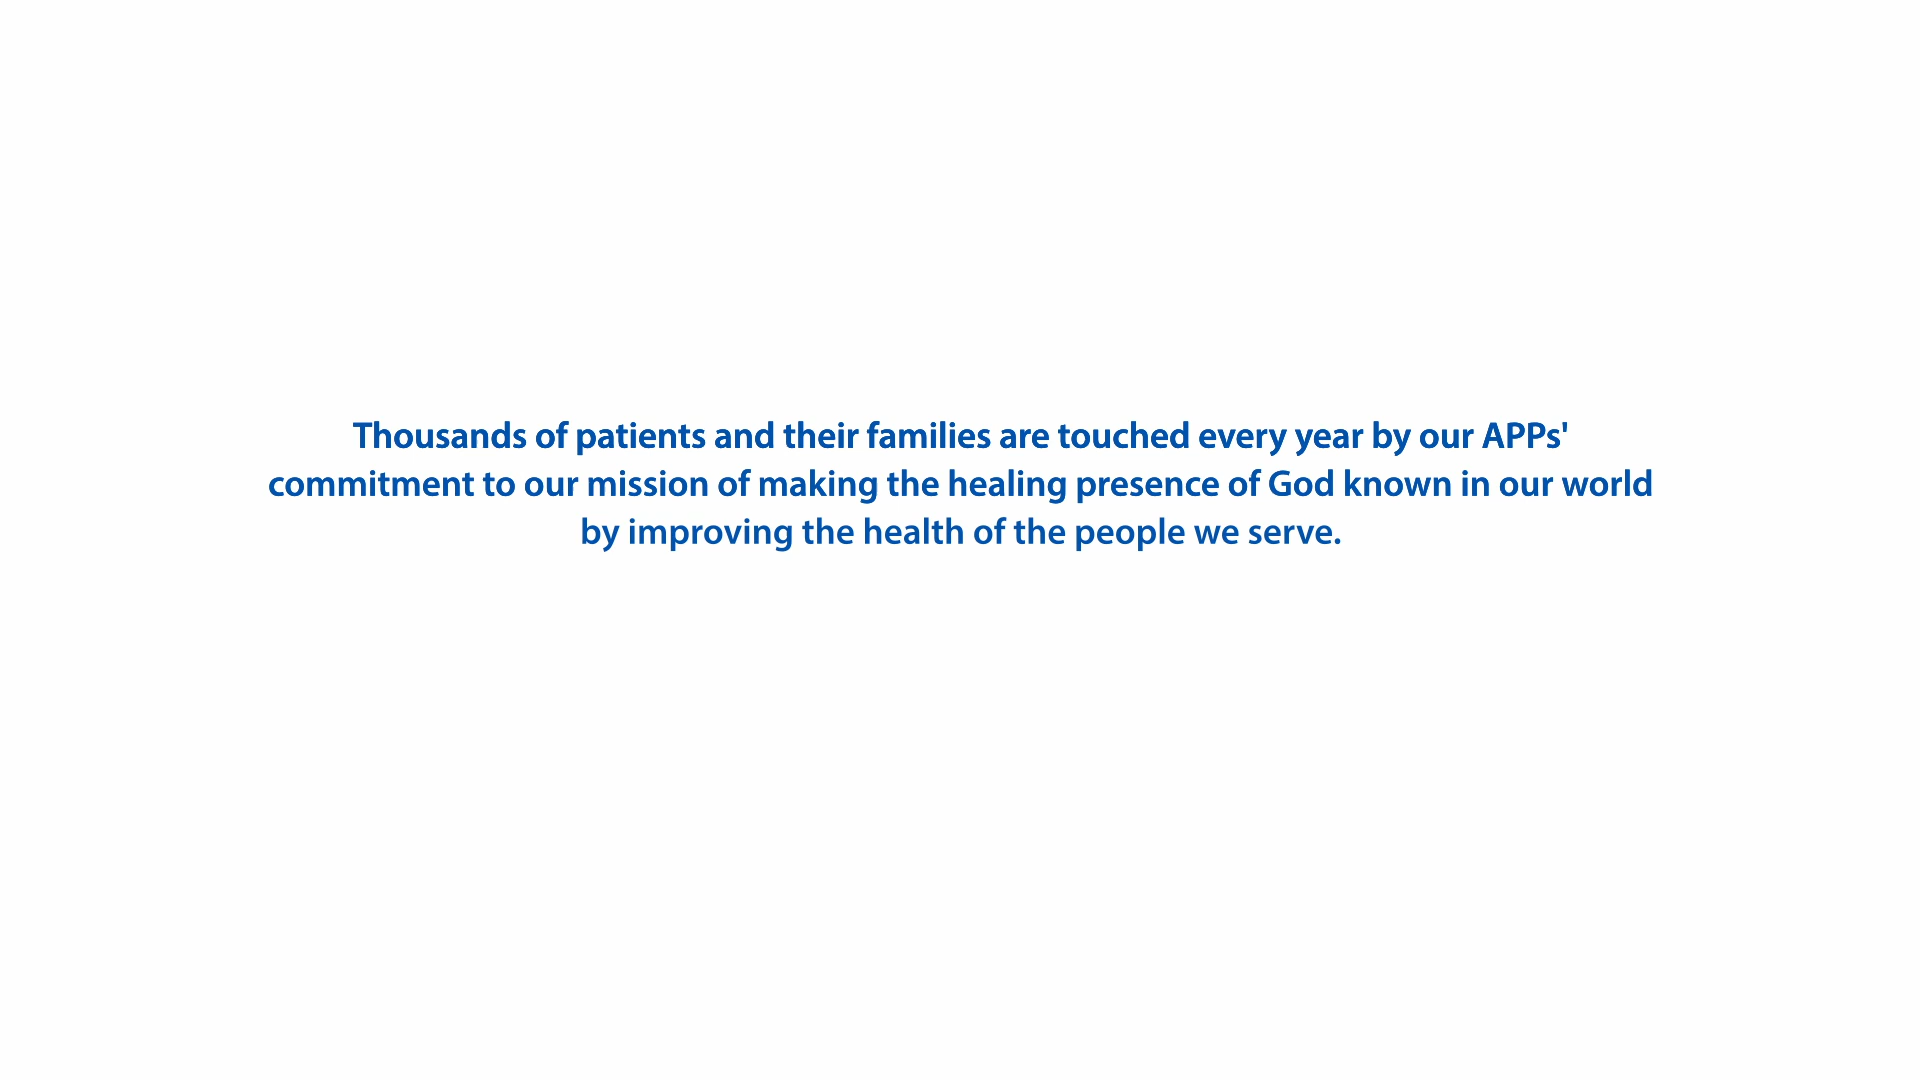 Thousands of patients and their families are touched every year by our APPs'
commitment to our mission of making the healing presence of God known in our world
by improving the health of the people we serve.